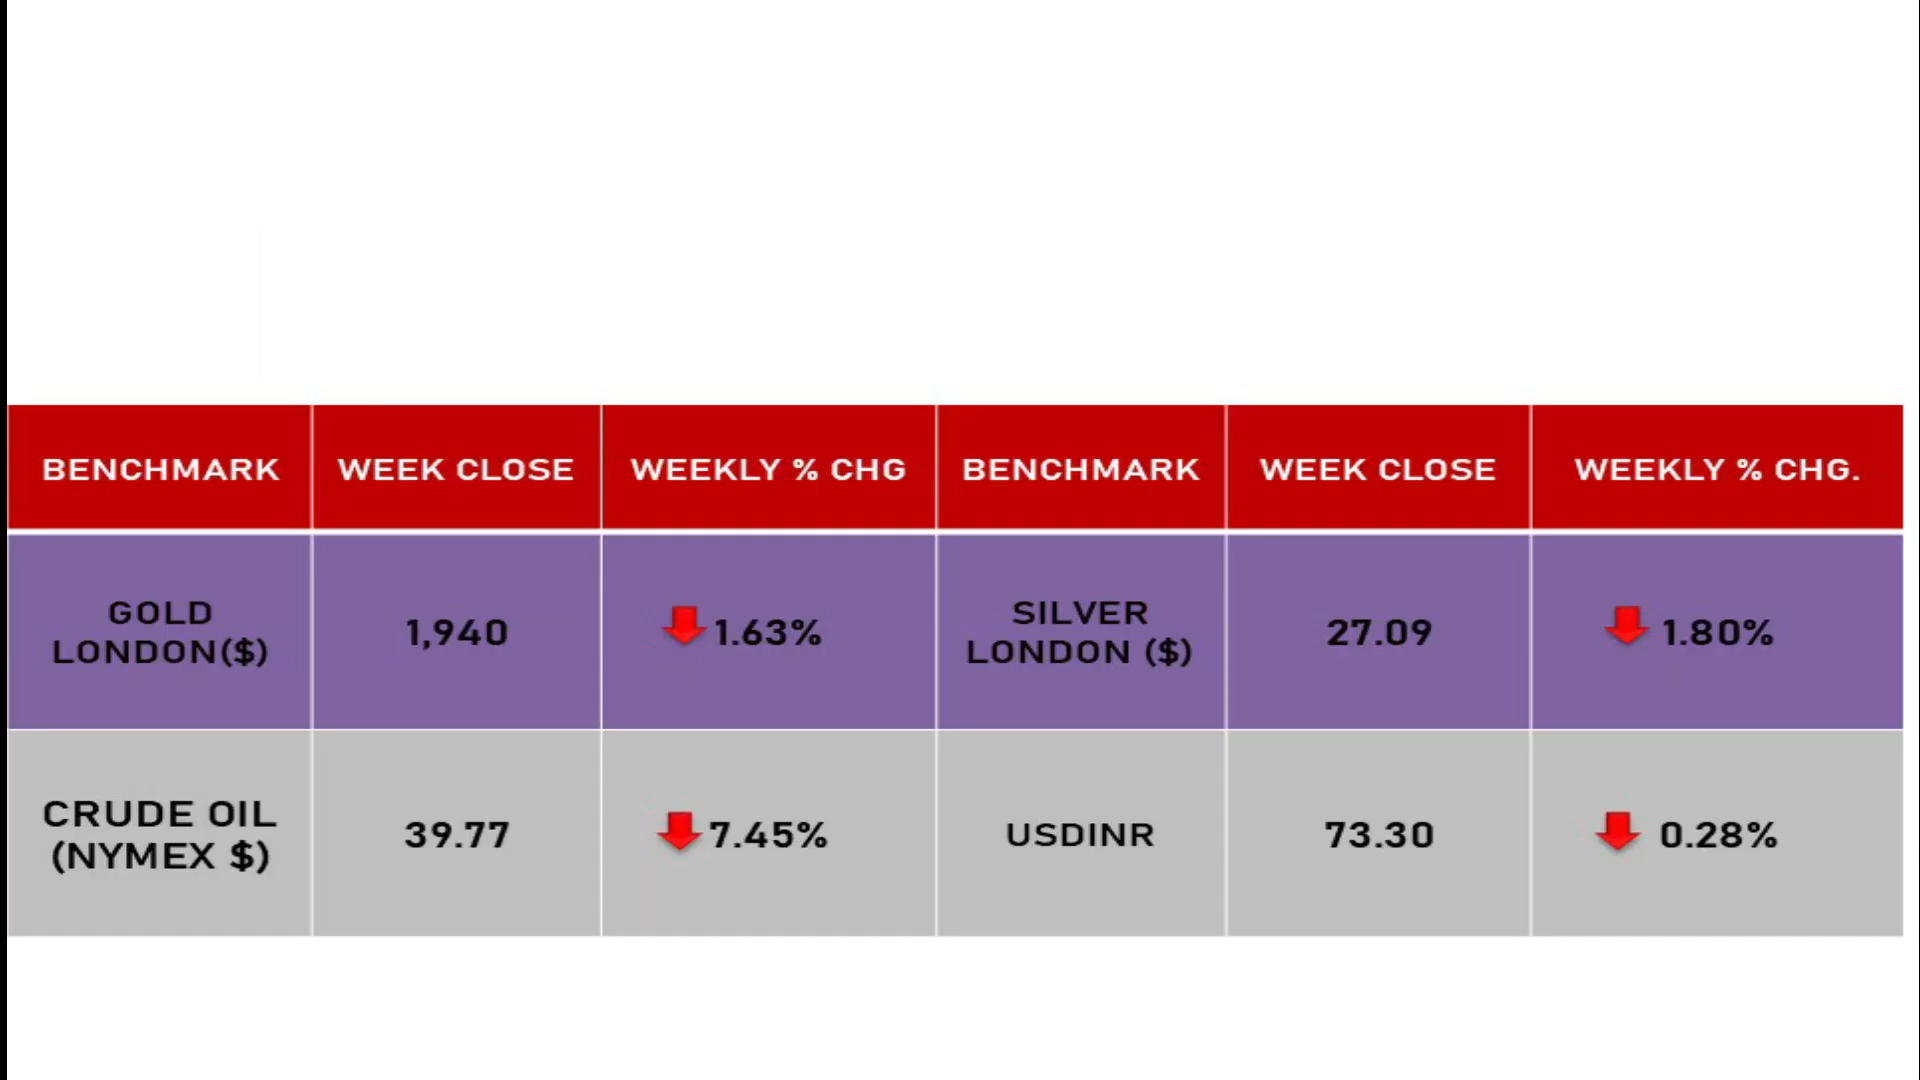 BENCHMARK WEEK CLOSE WEEKLY % CHG BENCHMARK WEEK CLOSE WEEKLY % CHG.
GOLD
LONDON($)
1,940
1.63%
SILVER
LONDON ($)
27.09
1.80%
CRUDE OIL
(NYMEX $)
39.77
7.45%
USDINR
73.30
0.28%